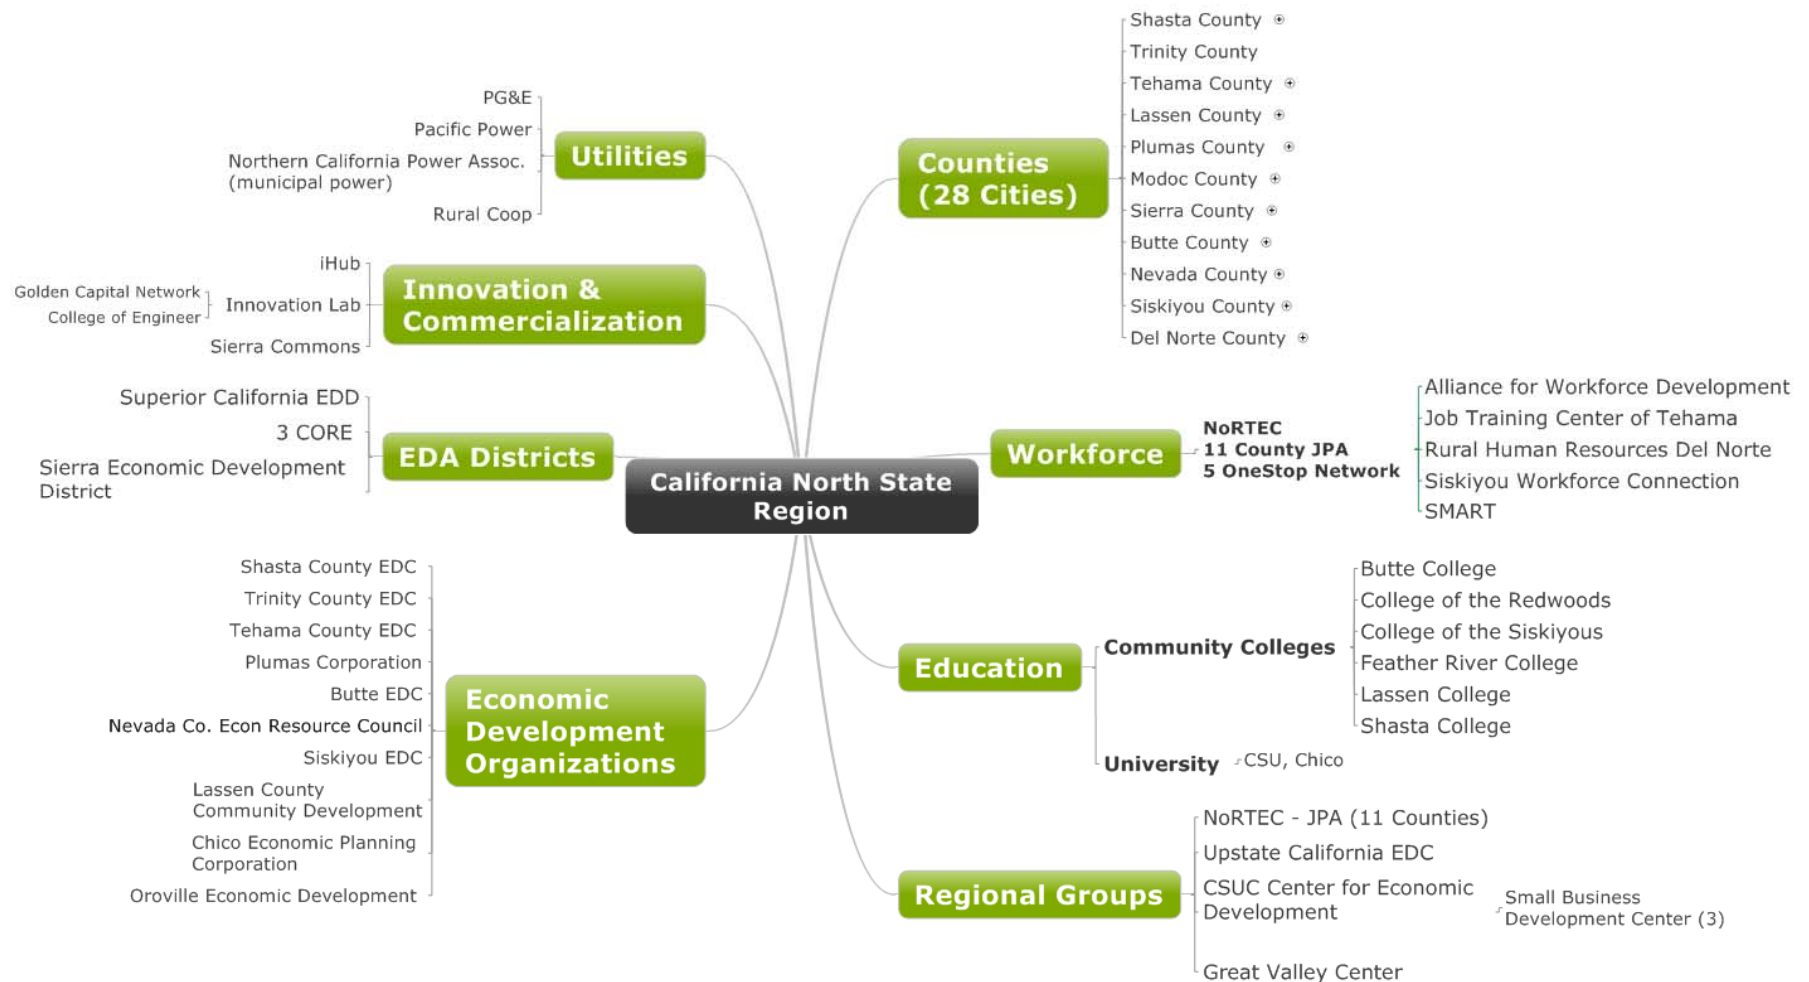 California North State
Region
Utilities
PG&E
Pacific Power
Northern California Power Assoc.
(municipal power)
Rural Coop
Innovation &
Commercialization
iHub
Innovation Lab
Golden Capital Network
College of Engineer
Sierra Commons
EDA Districts
Superior California EDD
3 CORE
Sierra Economic Development
District
Economic
Development
Organizations
Shasta County EDC
Trinity County EDC
Tehama County EDC
Plumas Corporation
Butte EDC
Nevada Co. Econ Resource Council
Siskiyou EDC
Lassen County
Community Development
Chico Economic Planning
Corporation
Oroville Economic Development
Counties
(28 Cities)
Shasta County
Trinity County
Tehama County
Lassen County
Plumas County
Modoc County
Sierra County
Butte County
Nevada County
Siskiyou County
Del Norte County
Workforce
NoRTEC
11 County JPA
5 OneStop Network
Alliance for Workforce Development
Job Training Center of Tehama
Rural Human Resources Del Norte
Siskiyou Workforce Connection
SMART
Education
Community Colleges
Butte College
College of the Redwoods
College of the Siskiyous
Feather River College
Lassen College
Shasta College
University
CSU, Chico
Regional Groups
NoRTEC - JPA (11 Counties)
Upstate California EDC
CSUC Center for Economic
Development
Small Business
Development Center (3)
Great Valley Center